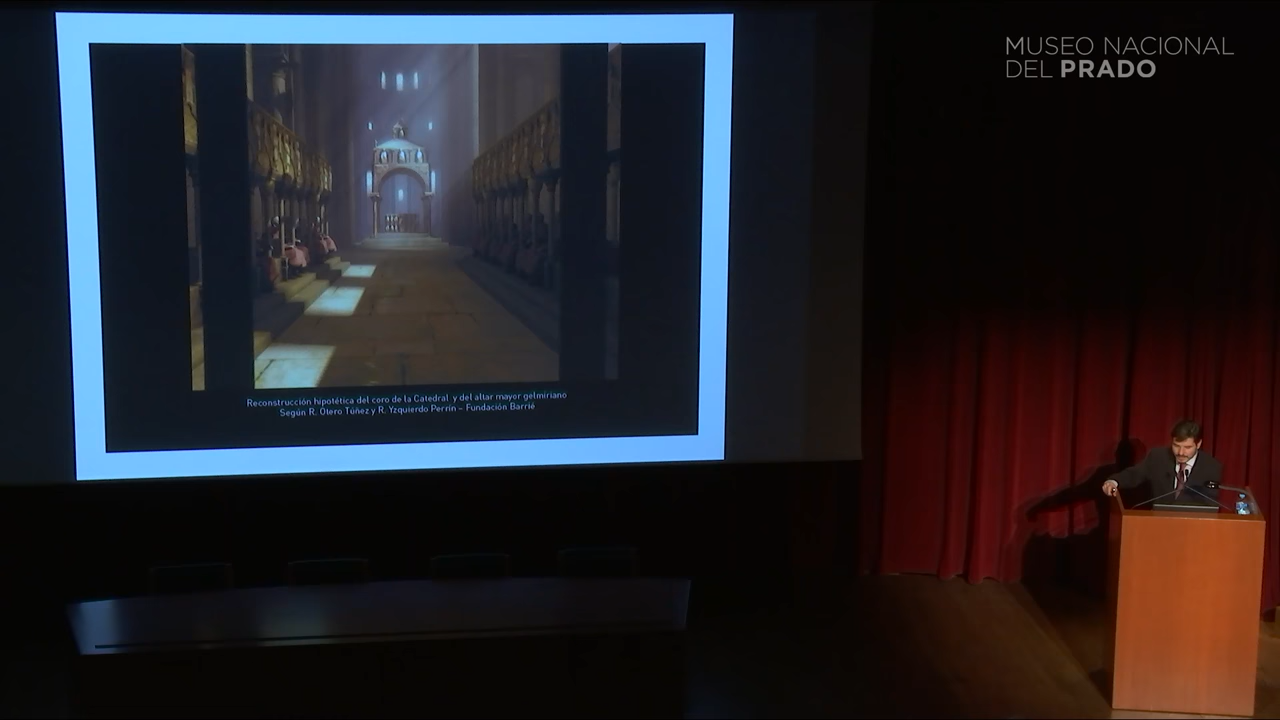 MUSEO NACIONAL
DEL PRADO
Reconstrucción hipotética del coro de la Catedral y del altar mayor gelmiriano
Según R. Otero Túñez y R. Yzquierdo Perrín – Fundación Barrié